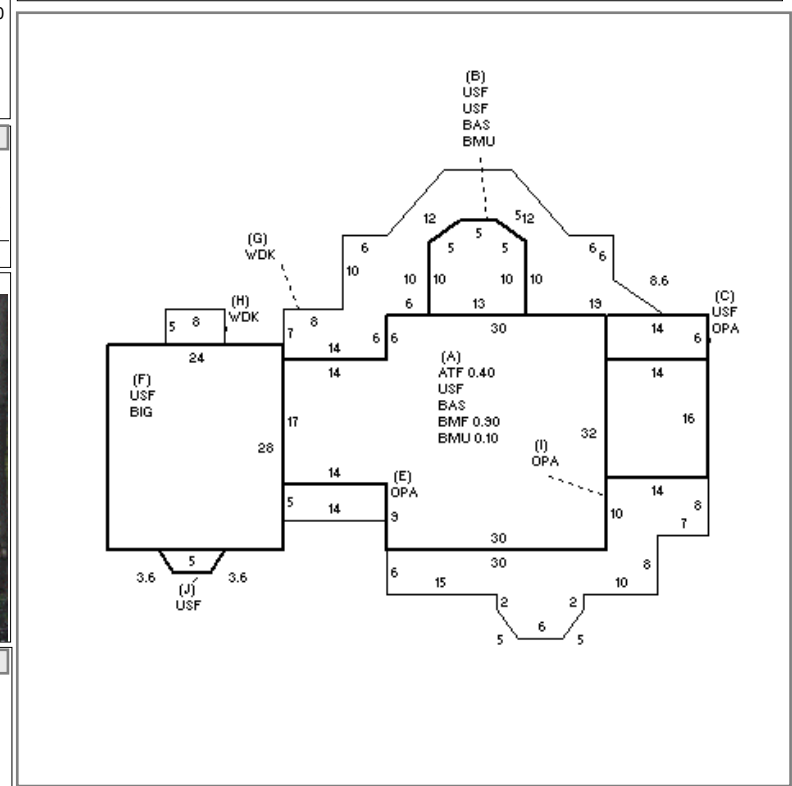 (B)
USF
USF
BAS
BMU
12
5
12
5
5
5
(G)
WDK
6
10
10
10
10
10
6
6
8.6
6
13
19
(H)
WDK
5
8
7
8
14
6
6
30
14
6
(C)
USF
OPA
24
(F)
USF
BIG
28
14
17
(A)
ATF 0.40
USF
BAS
BMF 0.90
BMU 0.10
32
14
16
(I)
OPA
14
(E)
OPA
5
14
9
10
14
8
7
30
30
6
15
8
10
5
3.6
3.6
(J)
USF
2
2
6
5
5